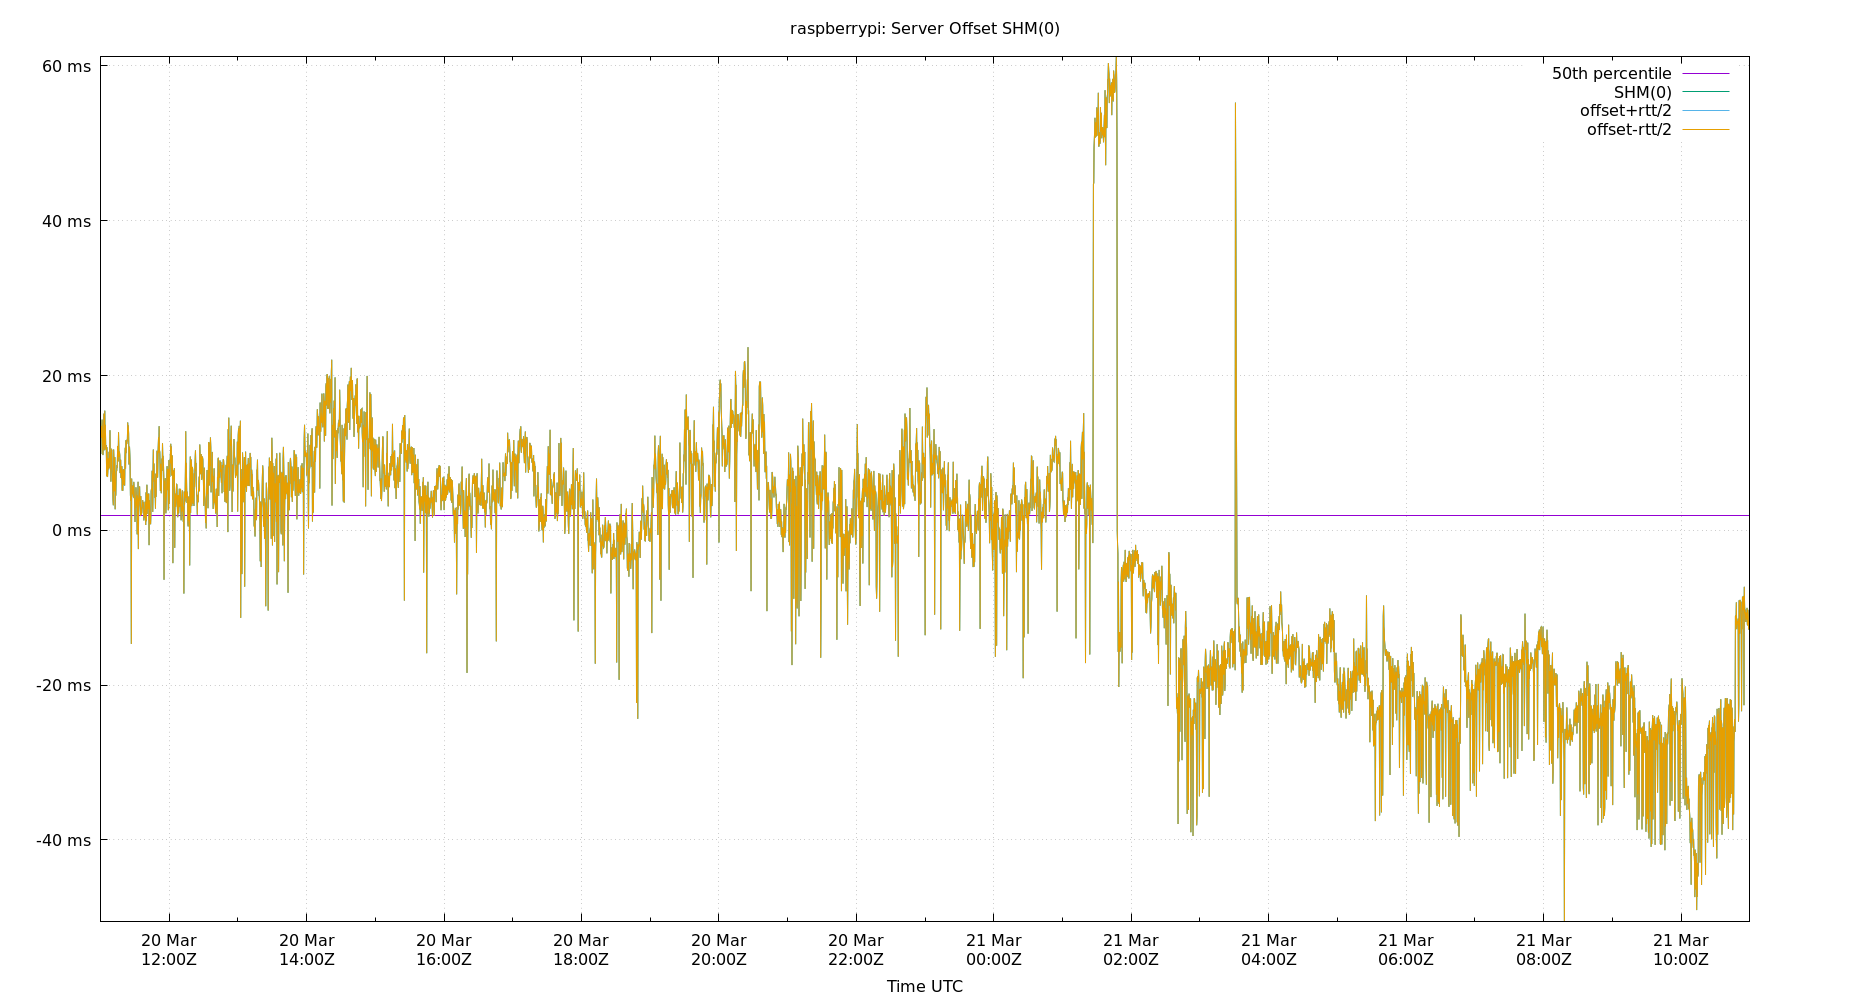 raspberrypi: Server Offset SHM(0)
60 ms
40 ms
20 ms
0 ms
-20 ms
-40 ms
50th percentile
SHM(0)
offset+rtt/2
offset-rtt/2
20 Mar 20 Mar 20 Mar 20 Mar 20 Mar 20 Mar 21 Mar 21 Mar 21 Mar 21 Mar 21 Mar 21 Mar
12:00Z 14:00Z 16:00Z 18:00Z 20:00Z 22:00Z 00:00Z 02:00Z 04:00Z 06:00Z 08:00Z 10:00Z
Time UTC